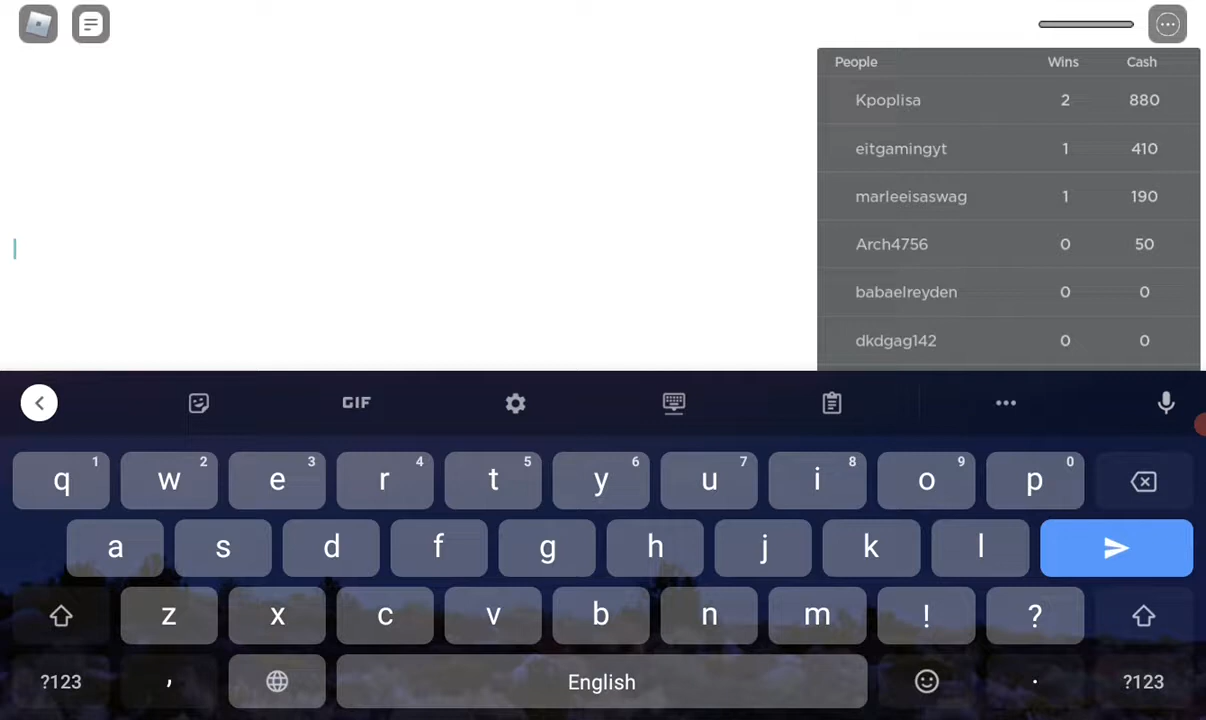 People Wins Cash
Kpoplisa 2 880
eitgamingyt 1 410
marleeisaswag 1 190
Arch4756 0 50
babaelreyden 0 0
dkdgag142 0 0
GIF
q 1 w 2 e 3 r 4 t 5 y 6 u 7 i 8 o 9 p 0
a s d f g h j k l
z x c v b n m ! ?
?123 , English . ?123